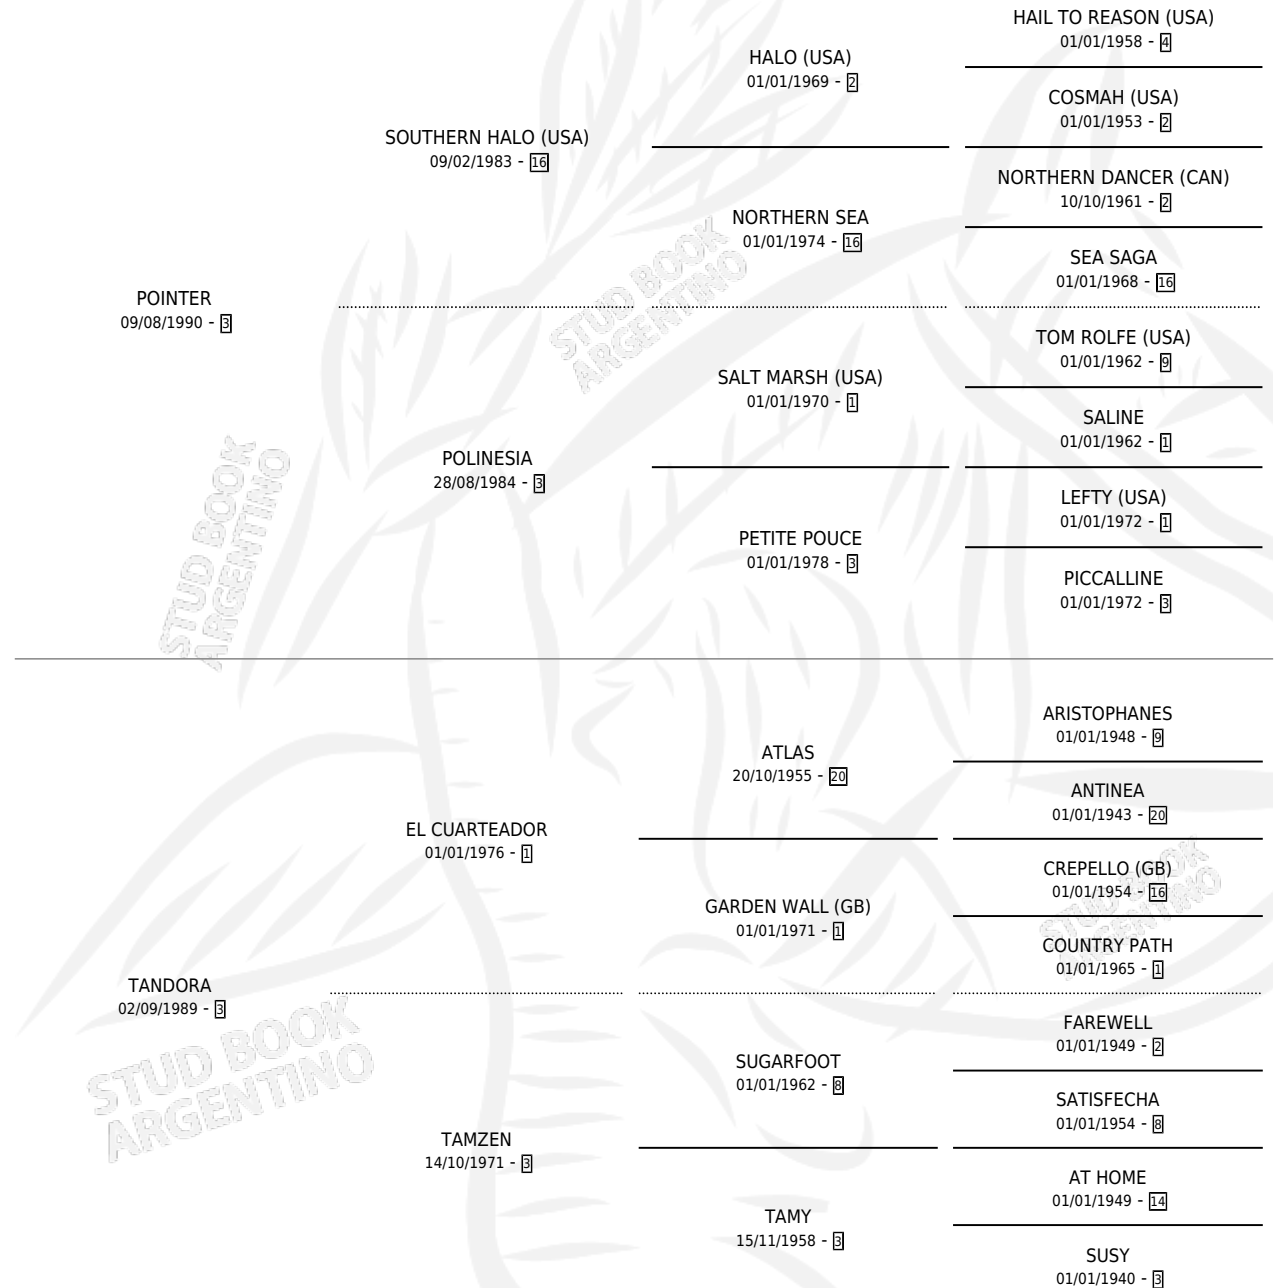 HAIL TO REASON (USA)
01/01/1958 - 4
HALO (USA)
01/01/1969 - 2
COSMAH (USA)
01/01/1953 - 2
SOUTHERN HALO (USA)
09/02/1983 - 16
NORTHERN DANCER (CAN)
10/10/1961 - 2
NORTHERN SEA
01/01/1974 - 16
SEA SAGA
01/01/1968 - 16
STUD BOOK
ARGENTINO
POINTER
09/08/1990 - 3
TOM ROLFE (USA)
01/01/1962 - 9
SALT MARSH (USA)
01/01/1970 - 1
SALINE
01/01/1962 - 1
POLINESIA
28/08/1984 - 3
LEFTY (USA)
01/01/1972 - 1
PETITE POUCE
01/01/1978 - 3
PICCALLINE
01/01/1972 - 3
STUD BOOK
ARGENTINO
ARISTOPHANES
01/01/1948 - 9
ATLAS
20/10/1955 - 20
ANTINEA
01/01/1943 - 20
EL CUARTEADOR
01/01/1976 - 1
CREPELLO (GB)
01/01/1954 - 16
GARDEN WALL (GB)
01/01/1971 - 1
STUD BOOK
ARGENTINO
COUNTRY PATH
01/01/1965 - 1
TANDORA
02/09/1989 - 3
FAREWELL
01/01/1949 - 2
SUGARFOOT
01/01/1962 - 8
STUD BOOK
ARGENTINO
SATISFECHA
01/01/1954 - 8
TAMZEN
14/10/1971 - 3
AT HOME
01/01/1949 - 14
TAMY
15/11/1958 - 3
SUSY
01/01/1940 - 3